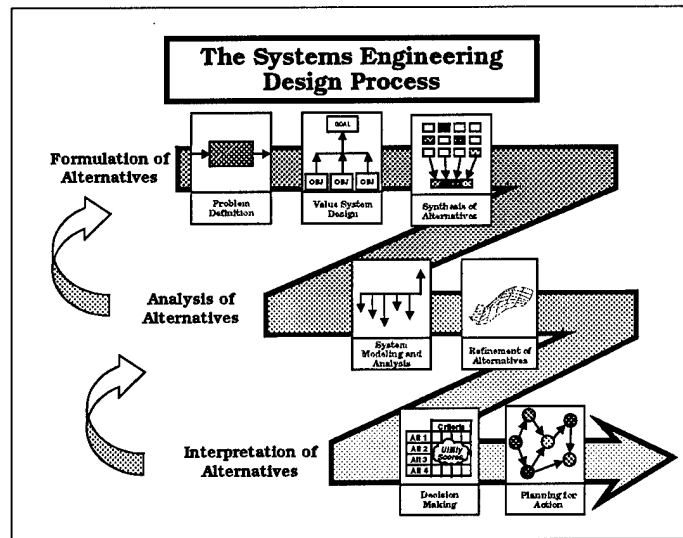 The Systems Engineering
Design Process
Formulation of
Alternatives
GOAL
OBJ OBJ OBJ
Problem
Definition
Value System
Design
Synthesis of
Alternatives
Analysis of
Alternatives
System
Modeling and
Analysis
Refinement of
Alternatives
Interpretation of
Alternatives
Criteria
Alt 1
Alt 2
Alt 3
Alt 4
Utility
Scores
Decision
Making
Planning for
Action